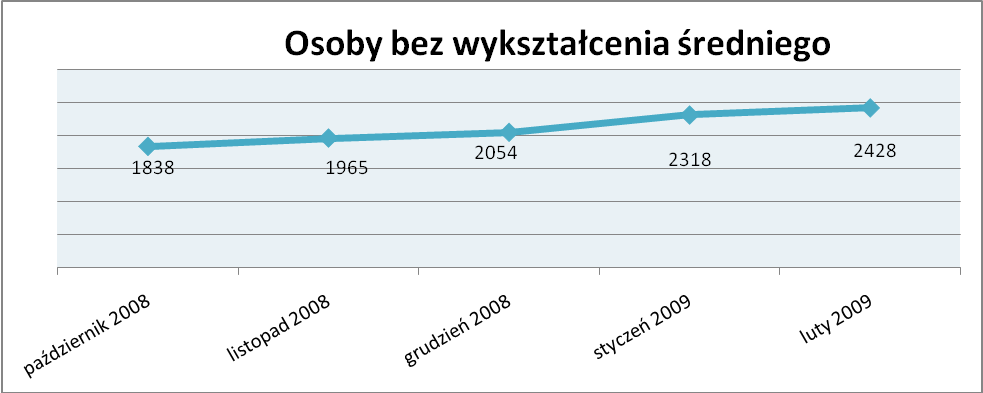 Osoby bez wykształcenia średniego
1838
1965
2054
2318
2428
październik 2008
listopad 2008
grudzień 2008
styczeń 2009
luty 2009